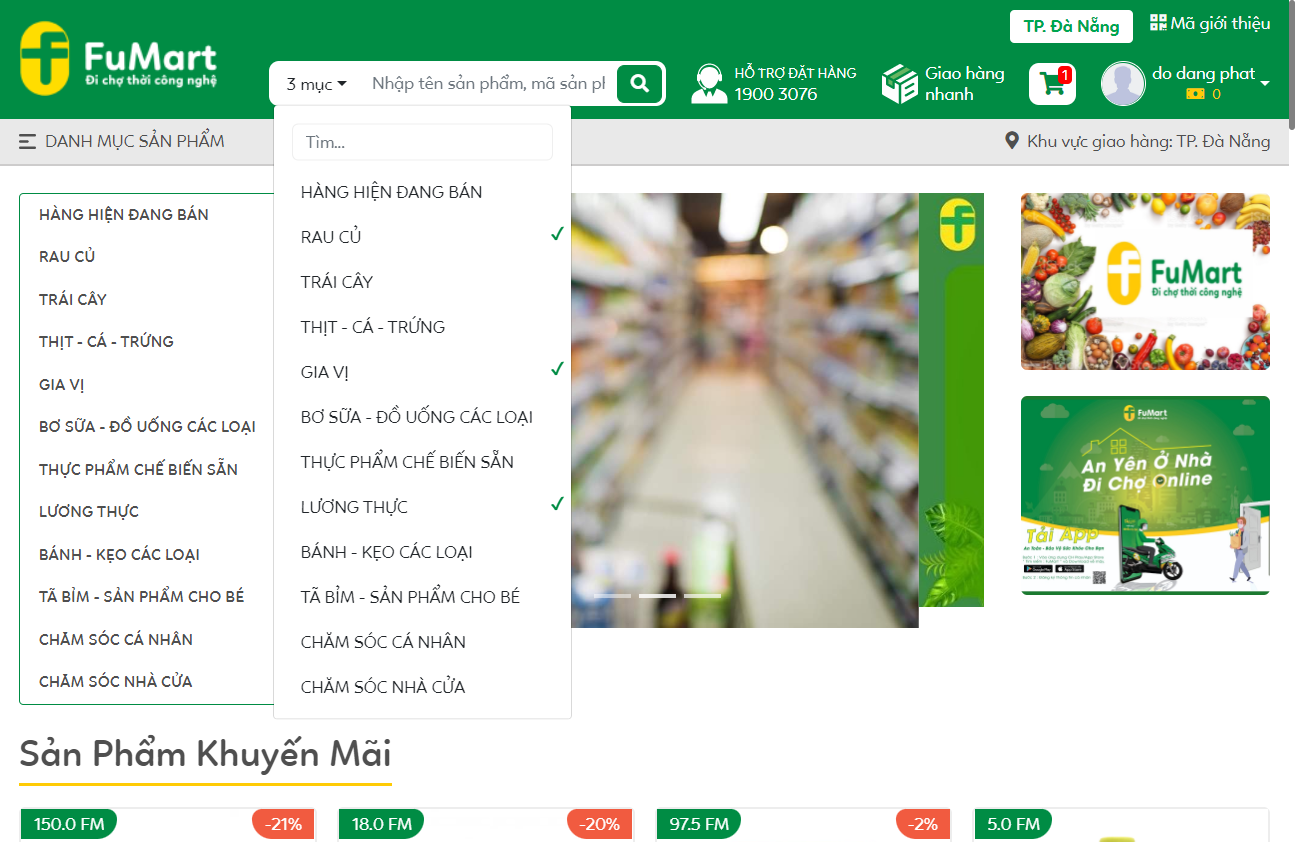 TP. Đà Nẵng
Mã giới thiệu
FuMart
Đi chợ thời công nghệ
3 mục
Nhập tên sản phẩm, mã sản ph
HỖ TRỢ ĐẶT HÀNG
1900 3076
Giao hàng
nhanh
1
do dang phat
0
DANH MỤC SẢN PHẨM
Khu vực giao hàng: TP. Đà Nẵng
HÀNG HIỆN ĐANG BÁN
RAU CỦ
TRÁI CÂY
THỊT - CÁ - TRỨNG
GIA VỊ
BƠ SỮA - ĐỒ UỐNG CÁC LOẠI
THỰC PHẨM CHẾ BIẾN SẴN
LƯƠNG THỰC
BÁNH - KẸO CÁC LOẠI
TÃ BỈM - SẢN PHẨM CHO BÉ
CHĂM SÓC CÁ NHÂN
CHĂM SÓC NHÀ CỬA
Tìm...
HÀNG HIỆN ĐANG BÁN
RAU CỦ
TRÁI CÂY
THỊT - CÁ - TRỨNG
GIA VỊ
BƠ SỮA - ĐỒ UỐNG CÁC LOẠI
THỰC PHẨM CHẾ BIẾN SẴN
LƯƠNG THỰC
BÁNH - KẸO CÁC LOẠI
TÃ BỈM - SẢN PHẨM CHO BÉ
CHĂM SÓC CÁ NHÂN
CHĂM SÓC NHÀ CỬA
FuMart
Đi chợ thời công nghệ
FuMart
An Yên Ở Nhà
Đi Chợ Online
Tải App
Sản Phẩm Khuyến Mãi
150.0 FM
-21%
18.0 FM
-20%
97.5 FM
-2%
5.0 FM